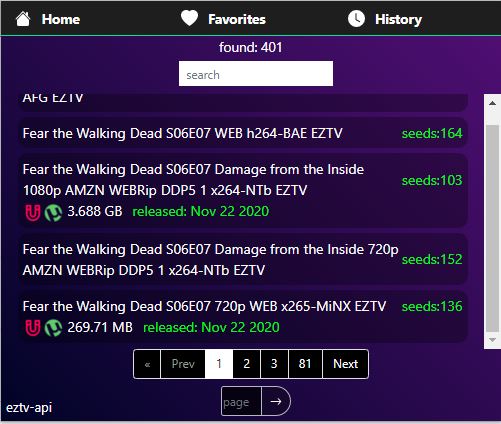 Home Favorites History
found: 401
search
AFG EZTV
Fear the Walking Dead S06E07 WEB h264-BAE EZTV seeds:164
Fear the Walking Dead S06E07 Damage from the Inside
1080p AMZN WEBRip DDP5 1 x264-NTb EZTV seeds:103
3.688 GB released: Nov 22 2020
Fear the Walking Dead S06E07 Damage from the Inside 720p
AMZN WEBRip DDP5 1 x264-NTb EZTV seeds:152
Fear the Walking Dead S06E07 720p WEB x265-MiNX EZTV seeds:136
269.71 MB released: Nov 22 2020
« Prev 1 2 3 81 Next
page →
eztv-api